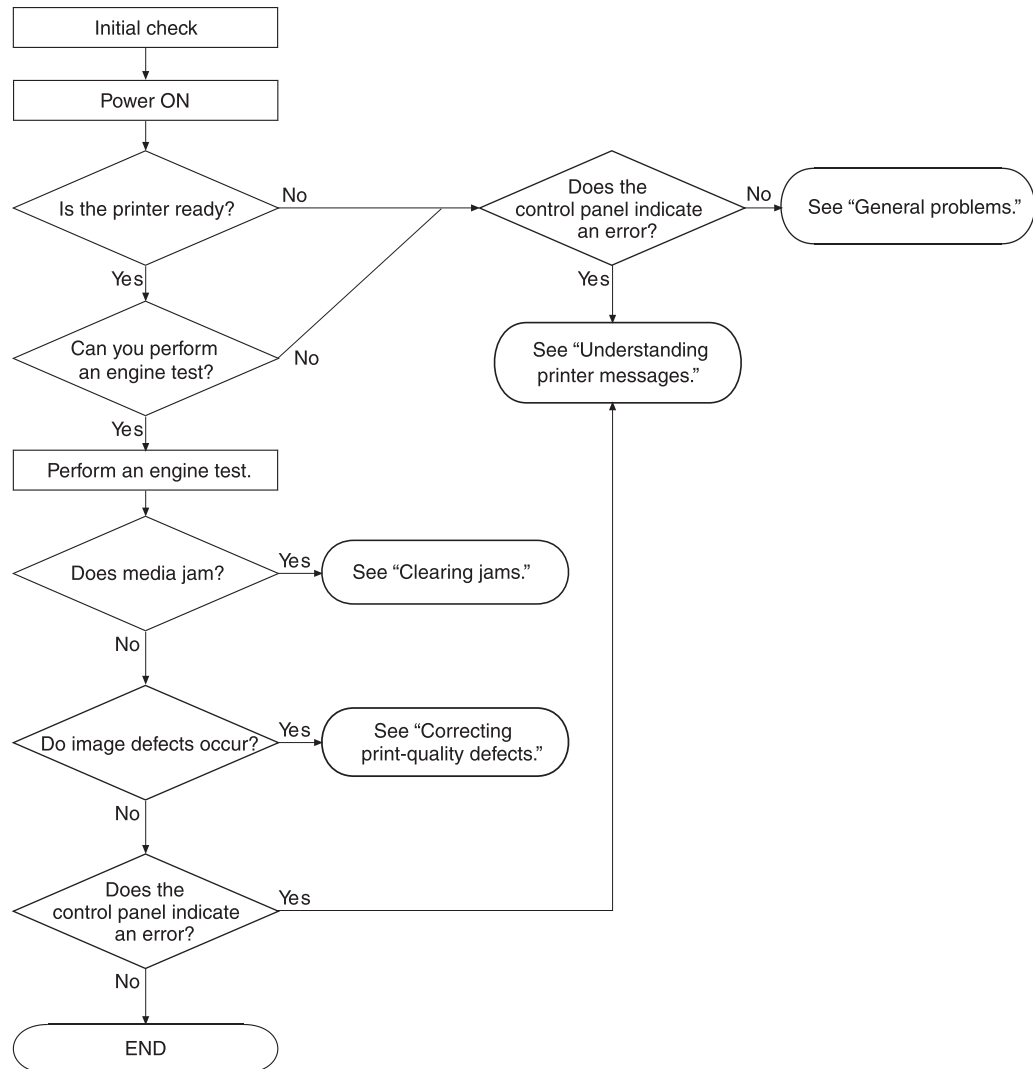 Initial check
Power ON
Is the printer ready?
No
Does the
control panel indicate
an error?
No
See “General problems.”
Yes
Yes
Can you perform
an engine test?
No
See “Understanding
printer messages.”
Yes
Perform an engine test.
Does media jam?
Yes
See “Clearing jams.”
No
Do image defects occur?
Yes
See “Correcting
print-quality defects.”
No
Does the
control panel indicate
an error?
Yes
No
END